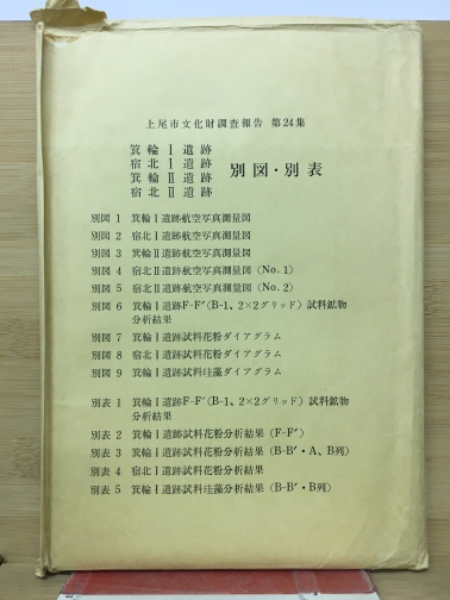 上尾市文化財調査報告 第24集
箕輪Ⅰ遺跡
宿北Ⅰ遺跡
箕輪Ⅱ遺跡
宿北Ⅱ遺跡
別図・別表
別図 1 箕輪Ⅰ遺跡航空写真測量図
別図 2 宿北Ⅰ遺跡航空写真測量図
別図 3 箕輪Ⅱ遺跡航空写真測量図
別図 4 宿北Ⅱ遺跡航空写真測量図(No.1)
別図 5 宿北Ⅱ遺跡航空写真測量図(No.2)
別図 6 箕輪Ⅰ遺跡F-F′(B-1、2×2グリッド)試料鉱物
分析結果
別図 7 箕輪Ⅰ遺跡試料花粉ダイアグラム
別図 8 宿北Ⅰ遺跡試料花粉ダイアグラム
別図 9 箕輪Ⅰ遺跡試料珪藻ダイアグラム
別表 1 箕輪Ⅰ遺跡F-F′(B-1、2×2グリッド)試料鉱物
分析結果
別表 2 箕輪Ⅰ遺跡試料花粉分析結果(F-F′)
別表 3 箕輪Ⅰ遺跡試料花粉分析結果(B-B′・A、B列)
別表 4 宿北Ⅰ遺跡試料花粉分析結果
別表 5 箕輪Ⅰ遺跡試料珪藻分析結果(B-B′・B列)